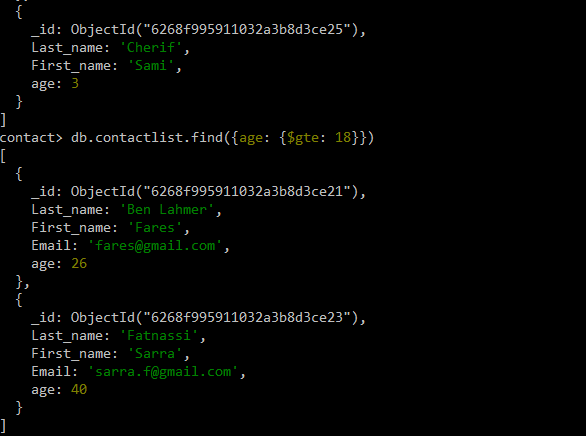 {
_id: ObjectId("6268f995911032a3b8d3ce25"),
Last_name: 'Cherif',
First_name: 'Sami',
age: 3
}
]
contact> db.contactlist.find({age: {$gte: 18}})
[
{
_id: ObjectId("6268f995911032a3b8d3ce21"),
Last_name: 'Ben Lahmer',
First_name: 'Fares',
Email: 'fares@gmail.com',
age: 26
},
{
_id: ObjectId("6268f995911032a3b8d3ce23"),
Last_name: 'Fatnassi',
First_name: 'Sarra',
Email: 'sarra.f@gmail.com',
age: 40
}
]